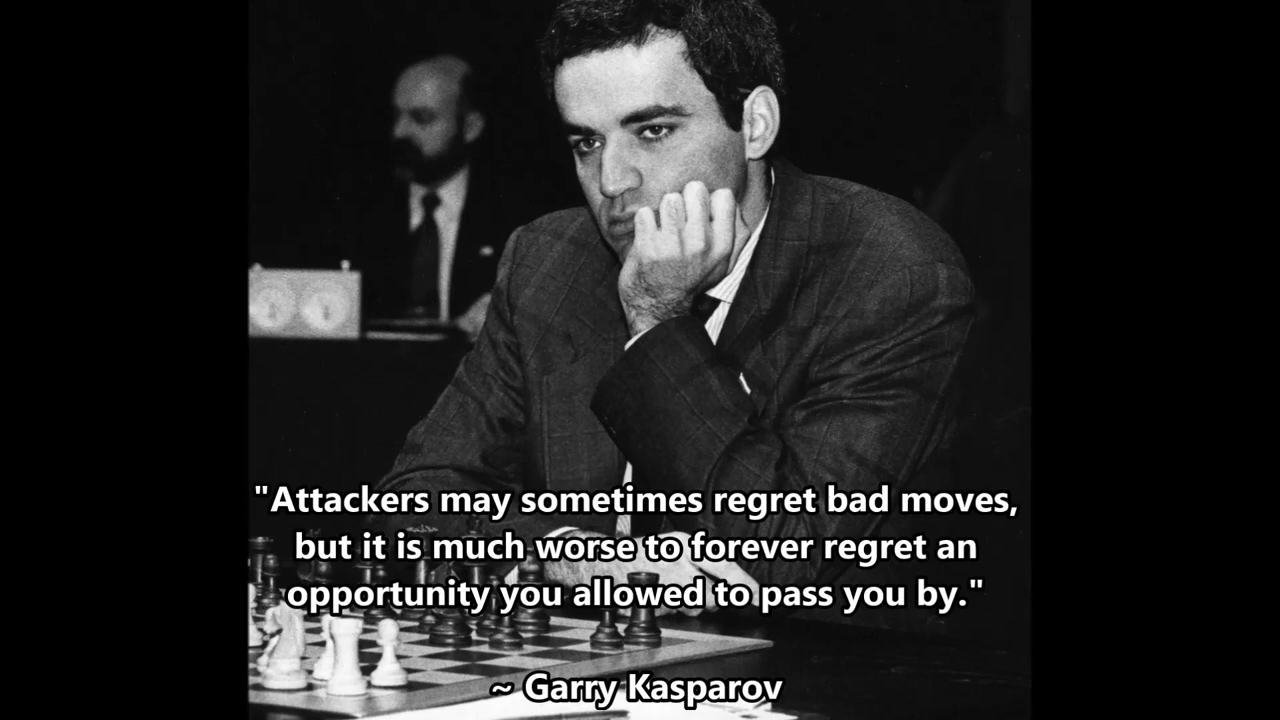 "Attackers may sometimes regret bad moves,
but it is much worse to forever regret an
opportunity you allowed to pass you by."
~ Garry Kasparov